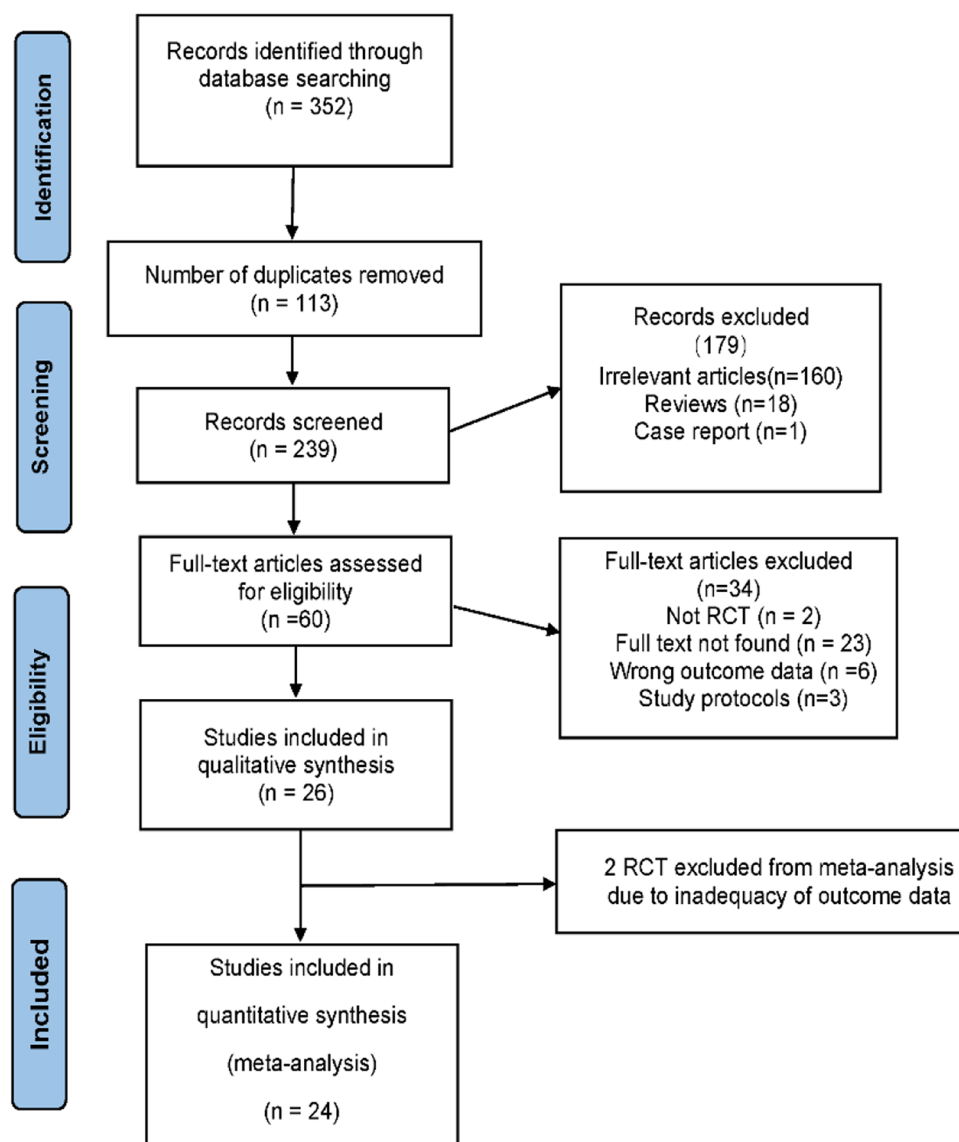 Identification
Records identified through
database searching
(n = 352)
Number of duplicates removed
(n = 113)
Screening
Records screened
(n = 239)
Records excluded
(179)
Irrelevant articles(n=160)
Reviews (n=18)
Case report (n=1)
Eligibility
Full-text articles assessed
for eligibility
(n =60)
Full-text articles excluded
(n=34)
Not RCT (n = 2)
Full text not found (n = 23)
Wrong outcome data (n =6)
Study protocols (n=3)
Studies included in
qualitative synthesis
(n = 26)
2 RCT excluded from meta-analysis
due to inadequacy of outcome data
Included
Studies included in
quantitative synthesis
(meta-analysis)
(n = 24)